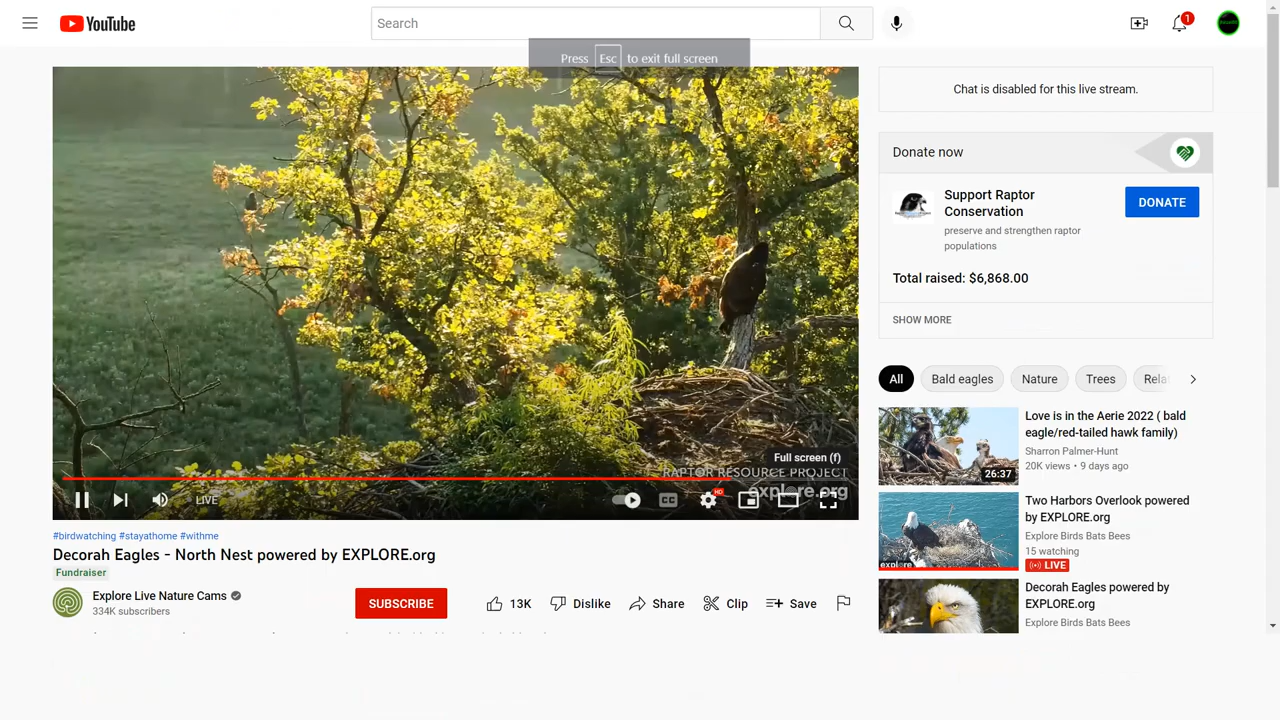 YouTube
Search
1
Press Esc to exit full screen
Chat is disabled for this live stream.
Donate now
Support Raptor
Conservation
DONATE
preserve and strengthen raptor
populations
Total raised: $6,868.00
SHOW MORE
All
Bald eagles
Nature
Trees
Rela
Full screen (f)
RAPTOR RESOURCE PROJECT
explore.org
LIVE
CC
HD
#birdwatching #stayathome #withme
Decorah Eagles - North Nest powered by EXPLORE.org
Fundraiser
Explore Live Nature Cams
334K subscribers
SUBSCRIBE
13K
Dislike
Share
Clip
Save
26:37
Love is in the Aerie 2022 ( bald
eagle/red-tailed hawk family)
Sharron Palmer-Hunt
20K views • 9 days ago
explore
Two Harbors Overlook powered
by EXPLORE.org
Explore Birds Bats Bees
15 watching
LIVE
Decorah Eagles powered by
EXPLORE.org
Explore Birds Bats Bees